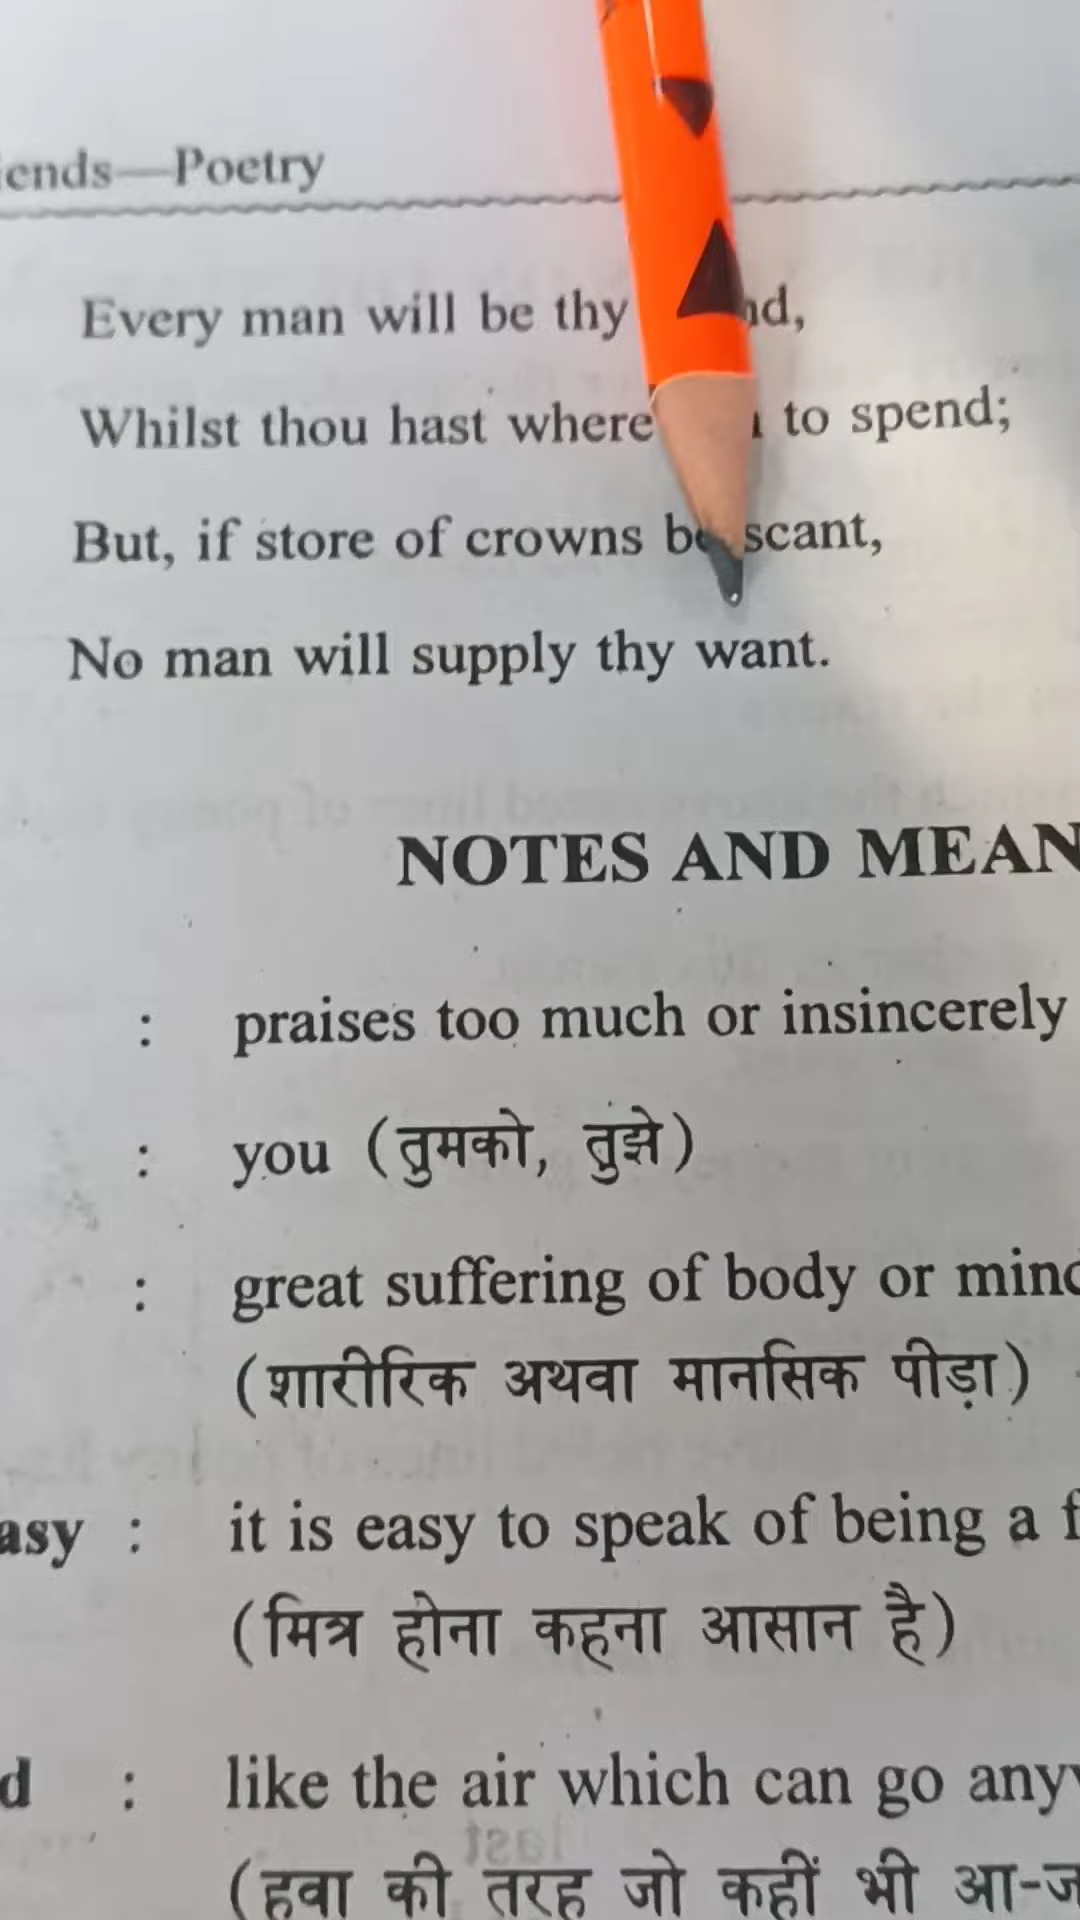 ends—Poetry
Every man will be thy nd,
Whilst thou hast where to spend;
But, if store of crowns be scant,
No man will supply thy want.
NOTES AND MEAN
: praises too much or insincerely
: you (तुमको, तुझे)
: great suffering of body or mind
(शारीरिक अथवा मानसिक पीड़ा)
asy : it is easy to speak of being a f
(मित्र होना कहना आसान है)
d : like the air which can go any
(हवा की तरह जो कहीं भी आ-ज